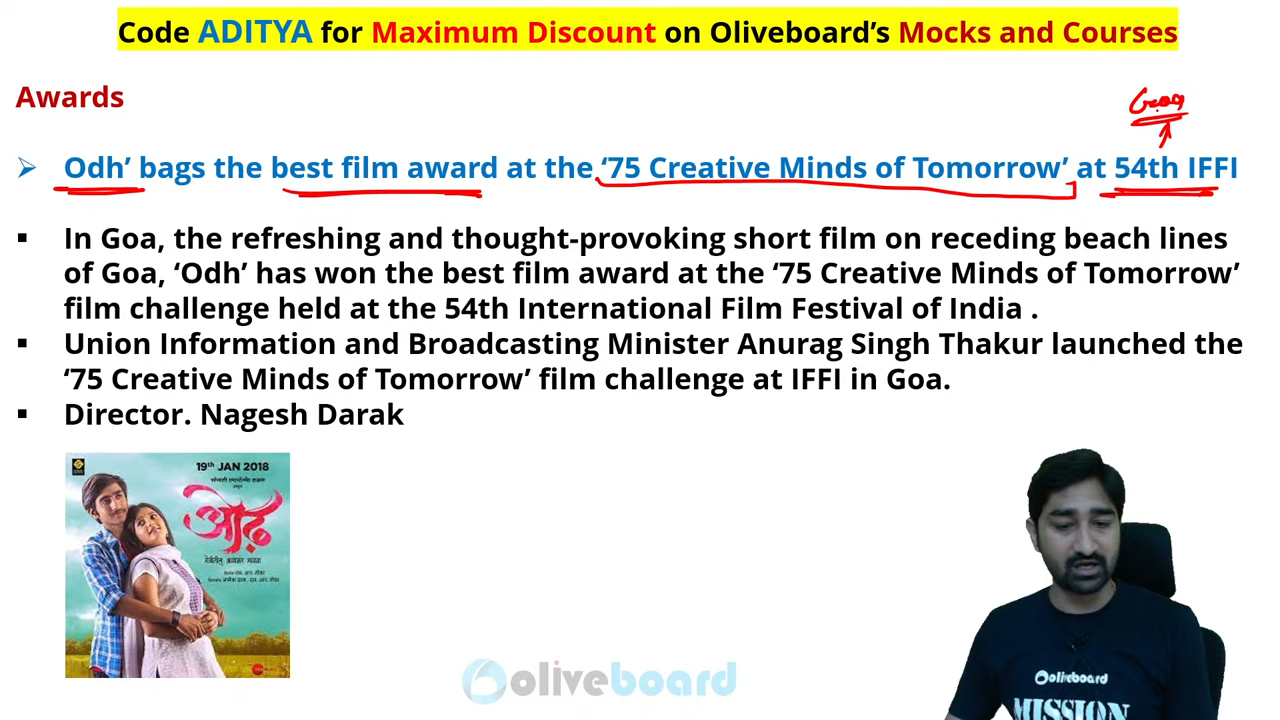 Code ADITYA for Maximum Discount on Oliveboard’s Mocks and Courses
Awards
Goa
Odh’ bags the best film award at the ‘75 Creative Minds of Tomorrow’ at 54th IFFI
In Goa, the refreshing and thought-provoking short film on receding beach lines
of Goa, ‘Odh’ has won the best film award at the ‘75 Creative Minds of Tomorrow’
film challenge held at the 54th International Film Festival of India .
Union Information and Broadcasting Minister Anurag Singh Thakur launched the
‘75 Creative Minds of Tomorrow’ film challenge at IFFI in Goa.
Director. Nagesh Darak
19th JAN 2018
ओढ
oliveboard
oliveboard
MISSION